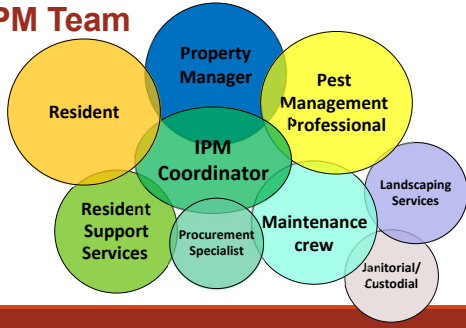 PM Team
Property
Manager
Resident
Pest
Management
Professional
IPM
Coordinator
Landscaping
Services
Resident
Support
Services
Procurement
Specialist
Maintenance
crew
Janitorial/
Custodial